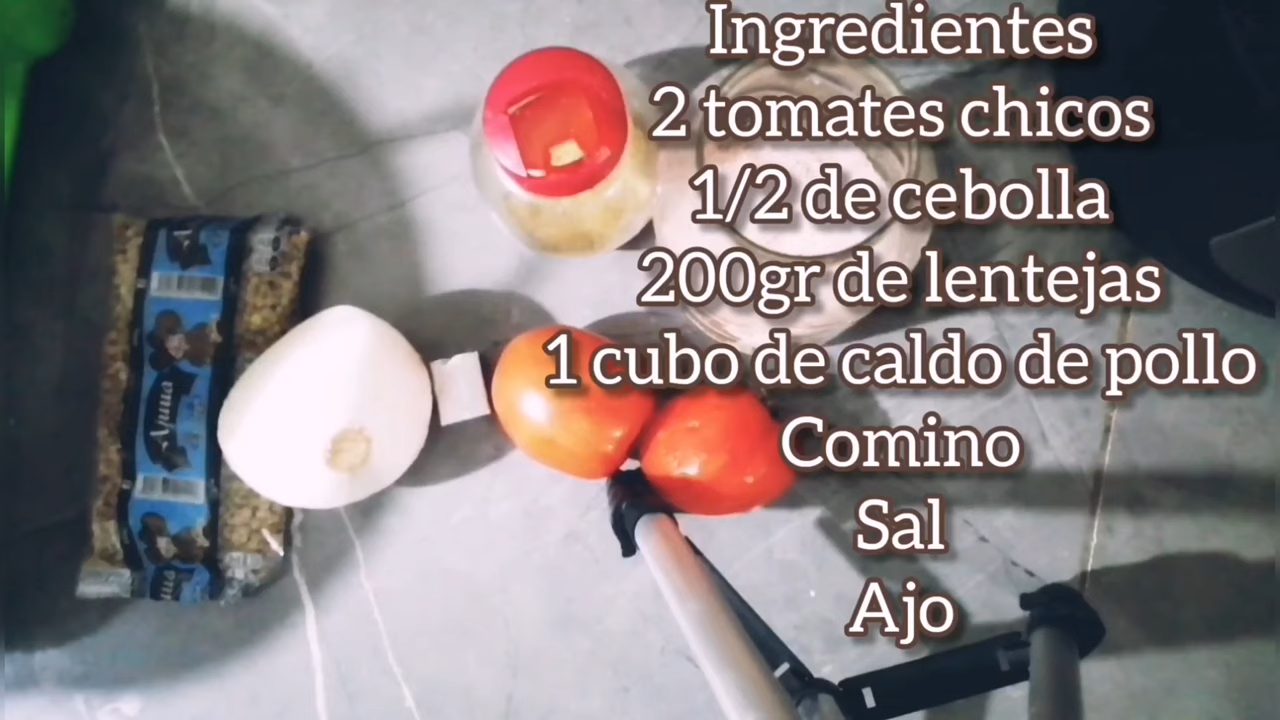 Ingredientes
2 tomates chicos
1/2 de cebolla
200gr de lentejas
1 cubo de caldo de pollo
Comino
Sal
Ajo